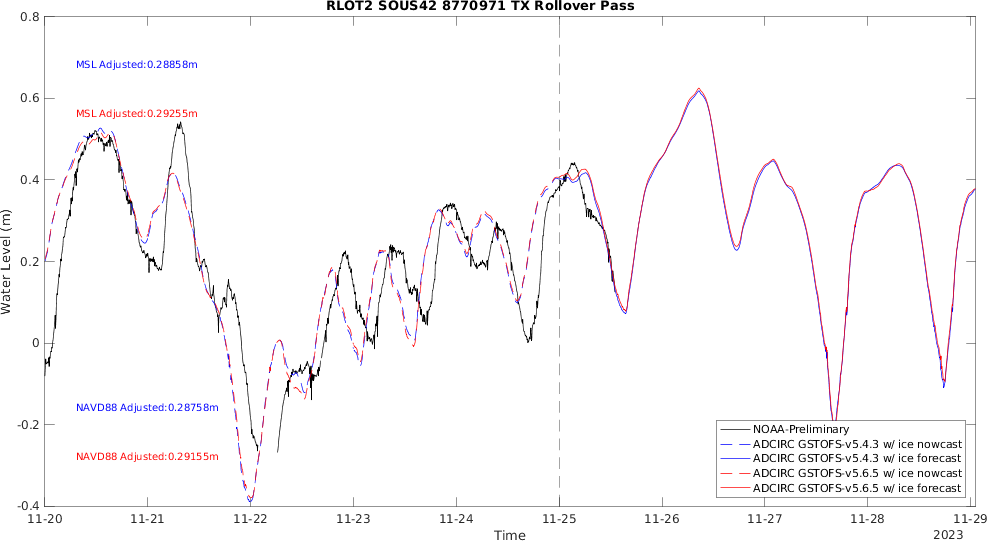 RLOT2 SOUS42 8770971 TX Rollover Pass
0.8
0.6
0.4
0.2
0
-0.2
-0.4
Water Level (m)
MSL Adjusted:0.28858m
MSL Adjusted:0.29255m
NAVD88 Adjusted:0.28758m
NAVD88 Adjusted:0.29155m
NOAA-Preliminary
ADCIRC GSTOFS-v5.4.3 w/ ice nowcast
ADCIRC GSTOFS-v5.4.3 w/ ice forecast
ADCIRC GSTOFS-v5.6.5 w/ ice nowcast
ADCIRC GSTOFS-v5.6.5 w/ ice forecast
11-20 11-21 11-22 11-23 11-24 11-25 11-26 11-27 11-28 11-29
Time
2023